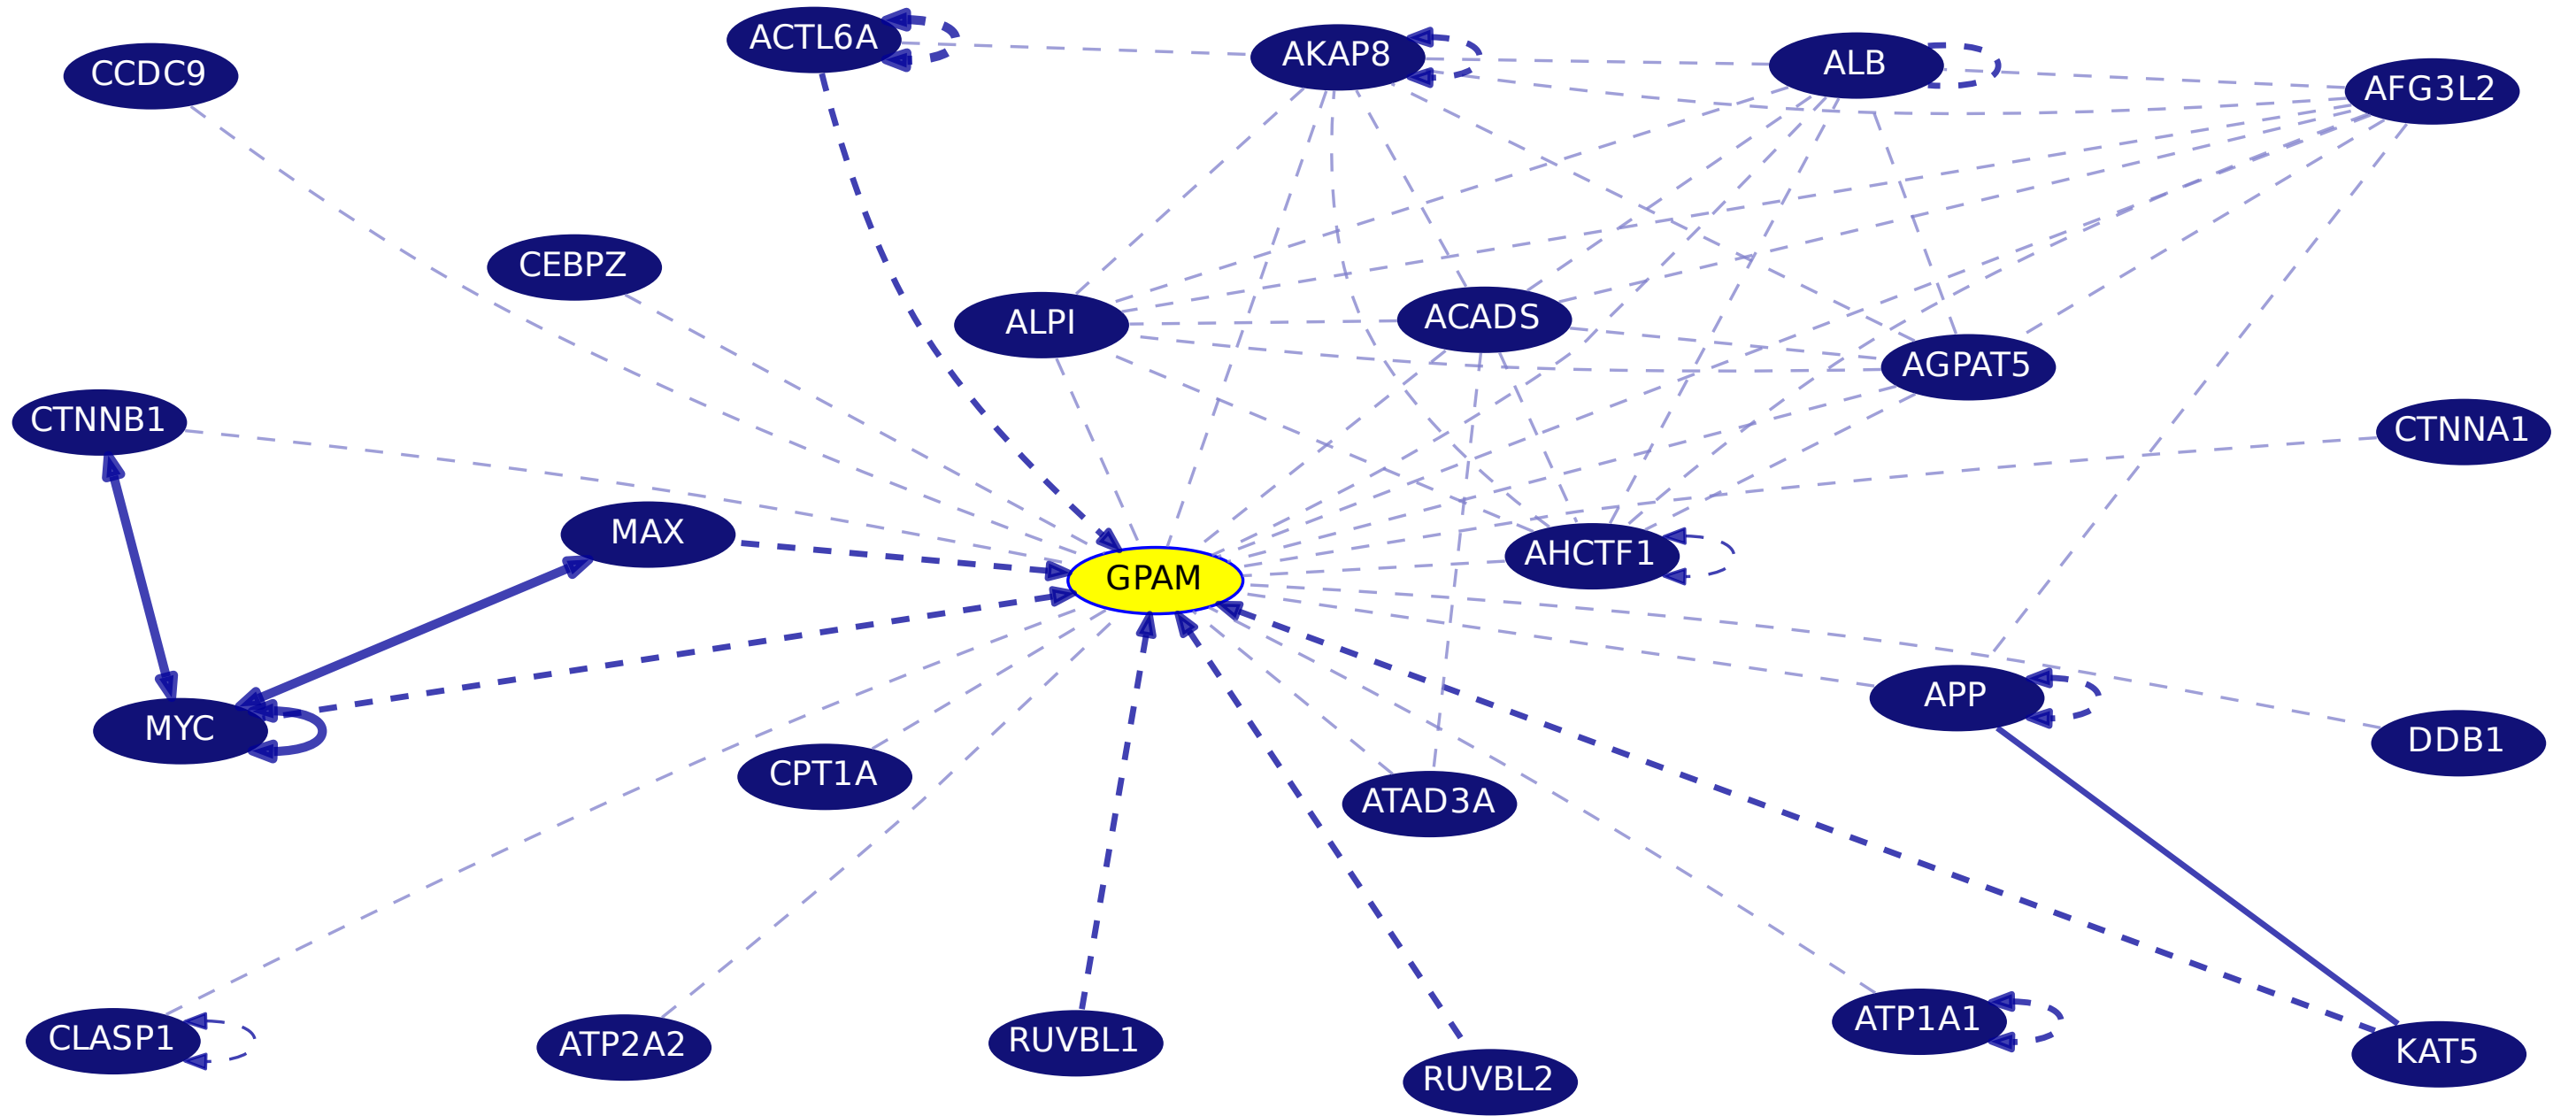 ACTL6A
AKAP8
ALB
CCDC9
AFG3L2
CEBPZ
ALPI
ACADS
AGPAT5
CTNNB1
CTNNA1
MAX
AHCTF1
GPAM
APP
MYC
DDB1
CPT1A
ATAD3A
ATP1A1
CLASP1
ATP2A2
RUVBL1
KAT5
RUVBL2